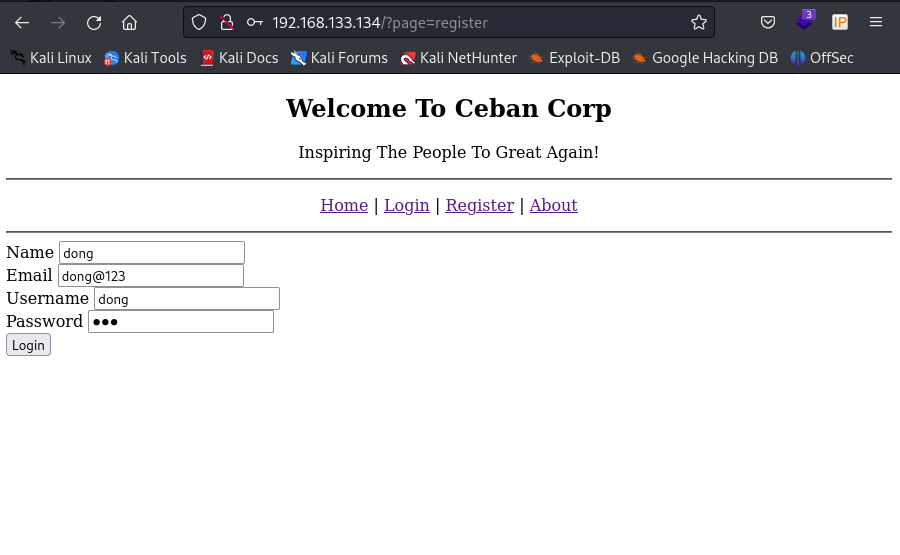 192.168.133.134/?page=register
3
IP
Kali Linux Kali Tools Kali Docs Kali Forums Kali NetHunter Exploit-DB Google Hacking DB OffSec
Welcome To Ceban Corp
Inspiring The People To Great Again!
Home | Login | Register | About
Name dong
Email dong@123
Username dong
Password ●●●
Login